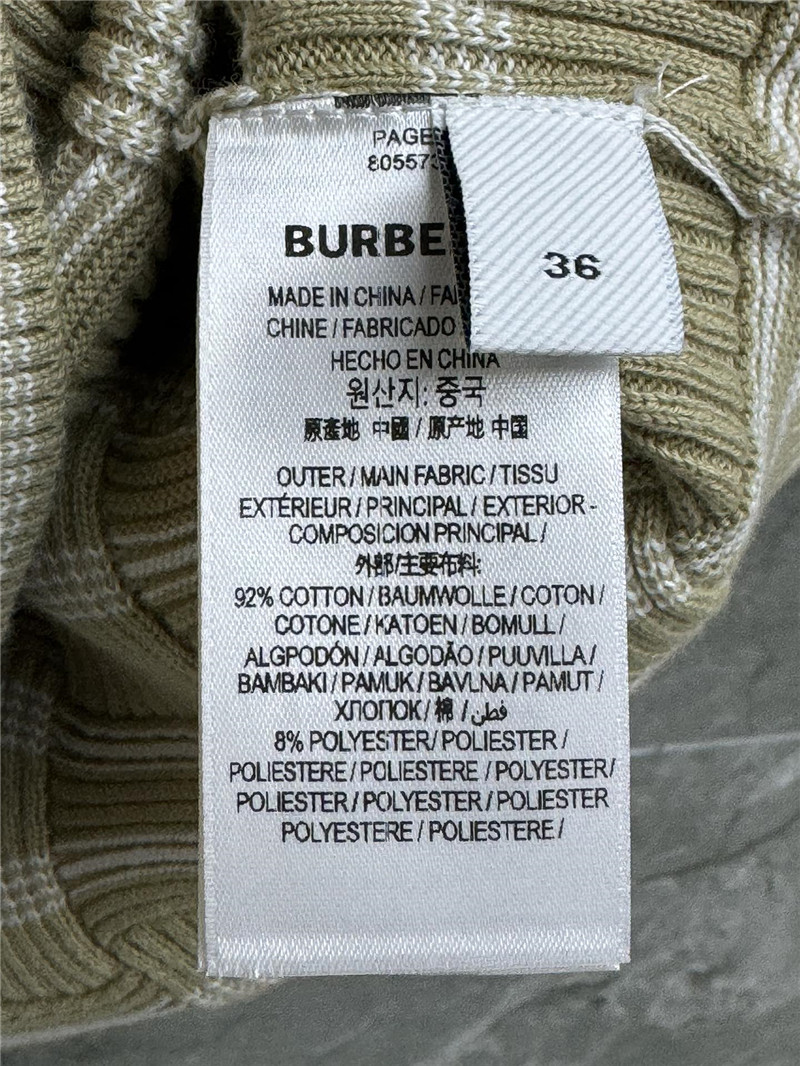 PAGE
80557
BURBE
36
MADE IN CHINA / FA
CHINE / FABRICADO
HECHO EN CHINA
원산지: 중국
原產地 中國 / 原产地 中国
OUTER / MAIN FABRIC / TISSU
EXTÉRIEUR / PRINCIPAL / EXTERIOR -
COMPOSICION PRINCIPAL /
外部/主要布料:
92% COTTON / BAUMWOLLE / COTON /
COTONE / KATOEN / BOMULL /
ALGPODÓN / ALGODÃO / PUUVILLA /
BAMBAKI / PAMUK / BAVLNA / PAMUT /
ХЛОПОК / 棉 / قطن
8% POLYESTER / POLIESTER /
POLIESTERE / POLIESTERE / POLYESTER /
POLIESTER / POLYESTER / POLIESTER
POLYESTERE / POLIESTERE /